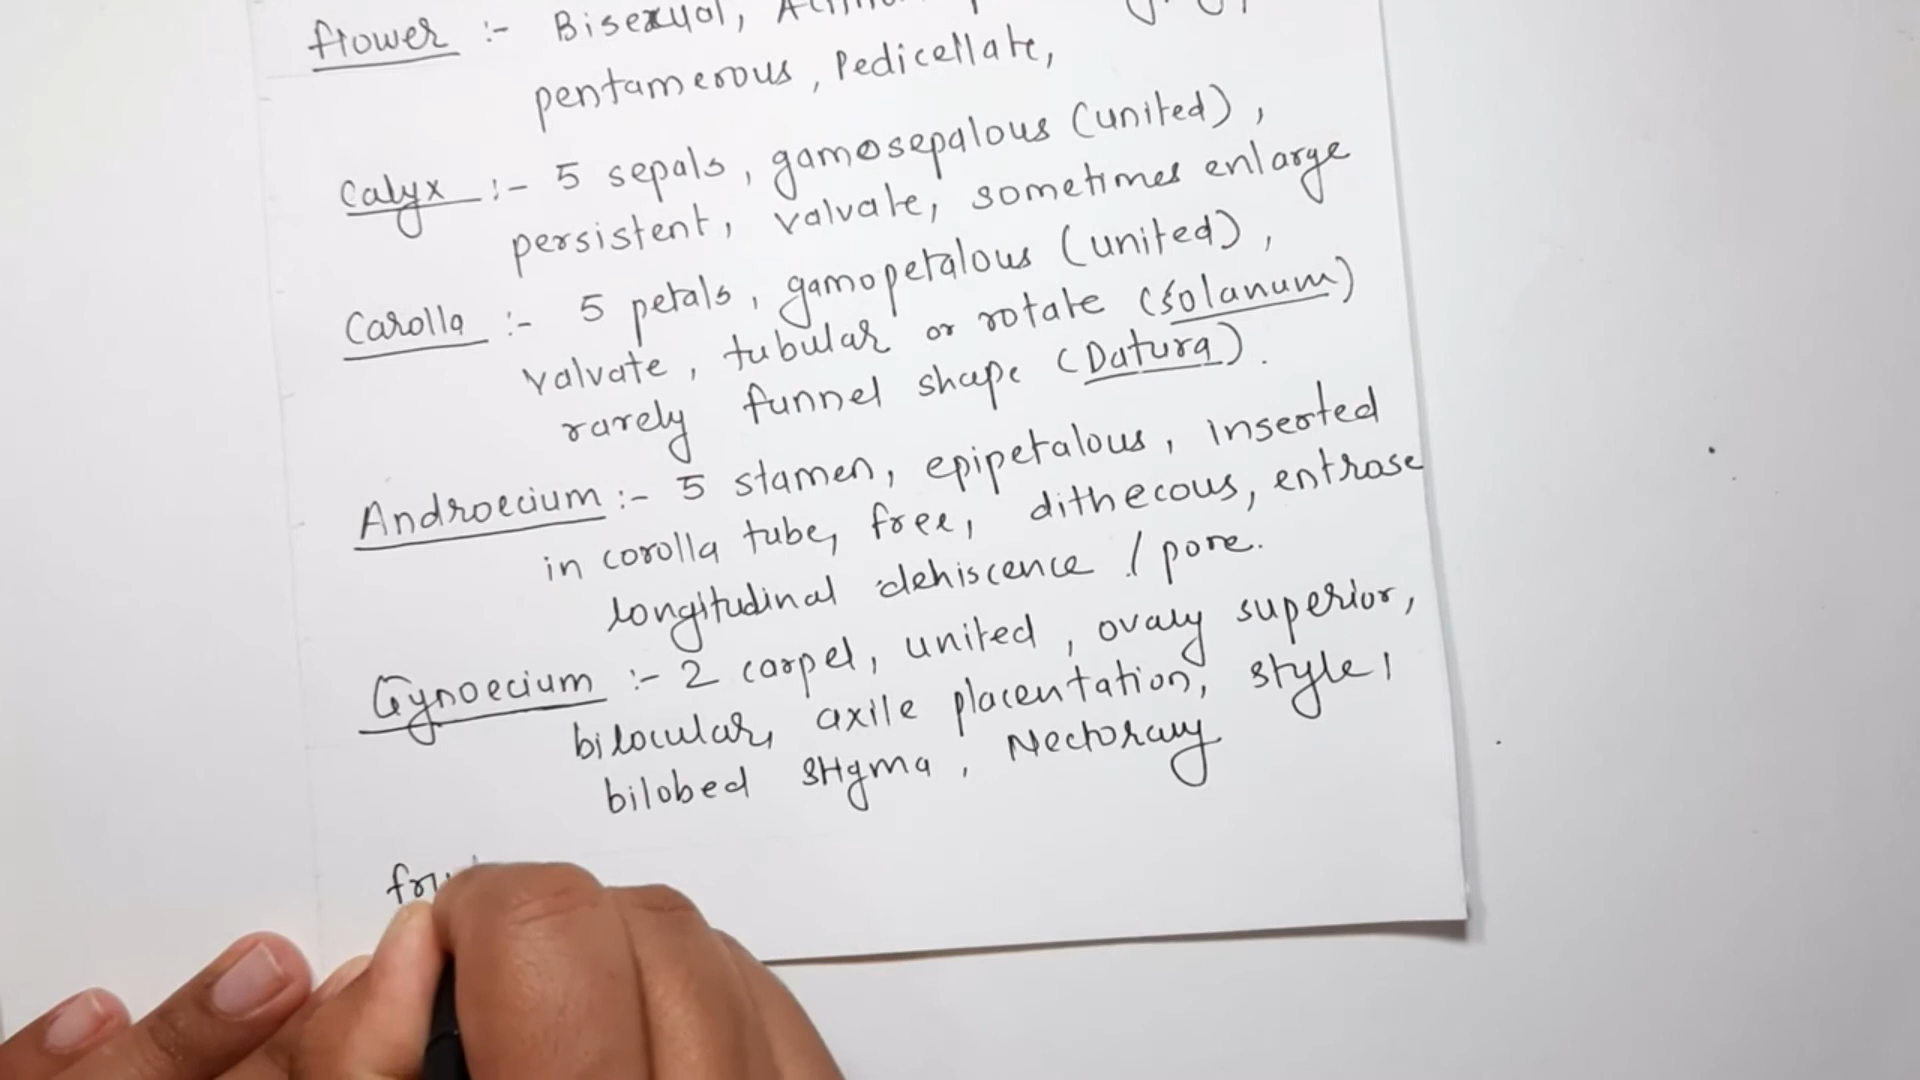 flower :- Bisexual,
pentamerous, Pedicellate,
Calyx :- 5 sepals, gamosepalous (united),
persistent, valvate, sometimes enlarge
Carolla :- 5 petals, gamopetalous (united),
valvate, tubular or rotate (Solanum)
rarely funnel shape (Datura).
Androecium :- 5 stamen, epipetalous, inserted
in corolla tube, free, dithecous, entrose
longitudinal dehiscence / pore.
Gynoecium :- 2 carpel, united, ovary superior,
bilocular, axile placentation, style,
bilobed stigma, Nectorary